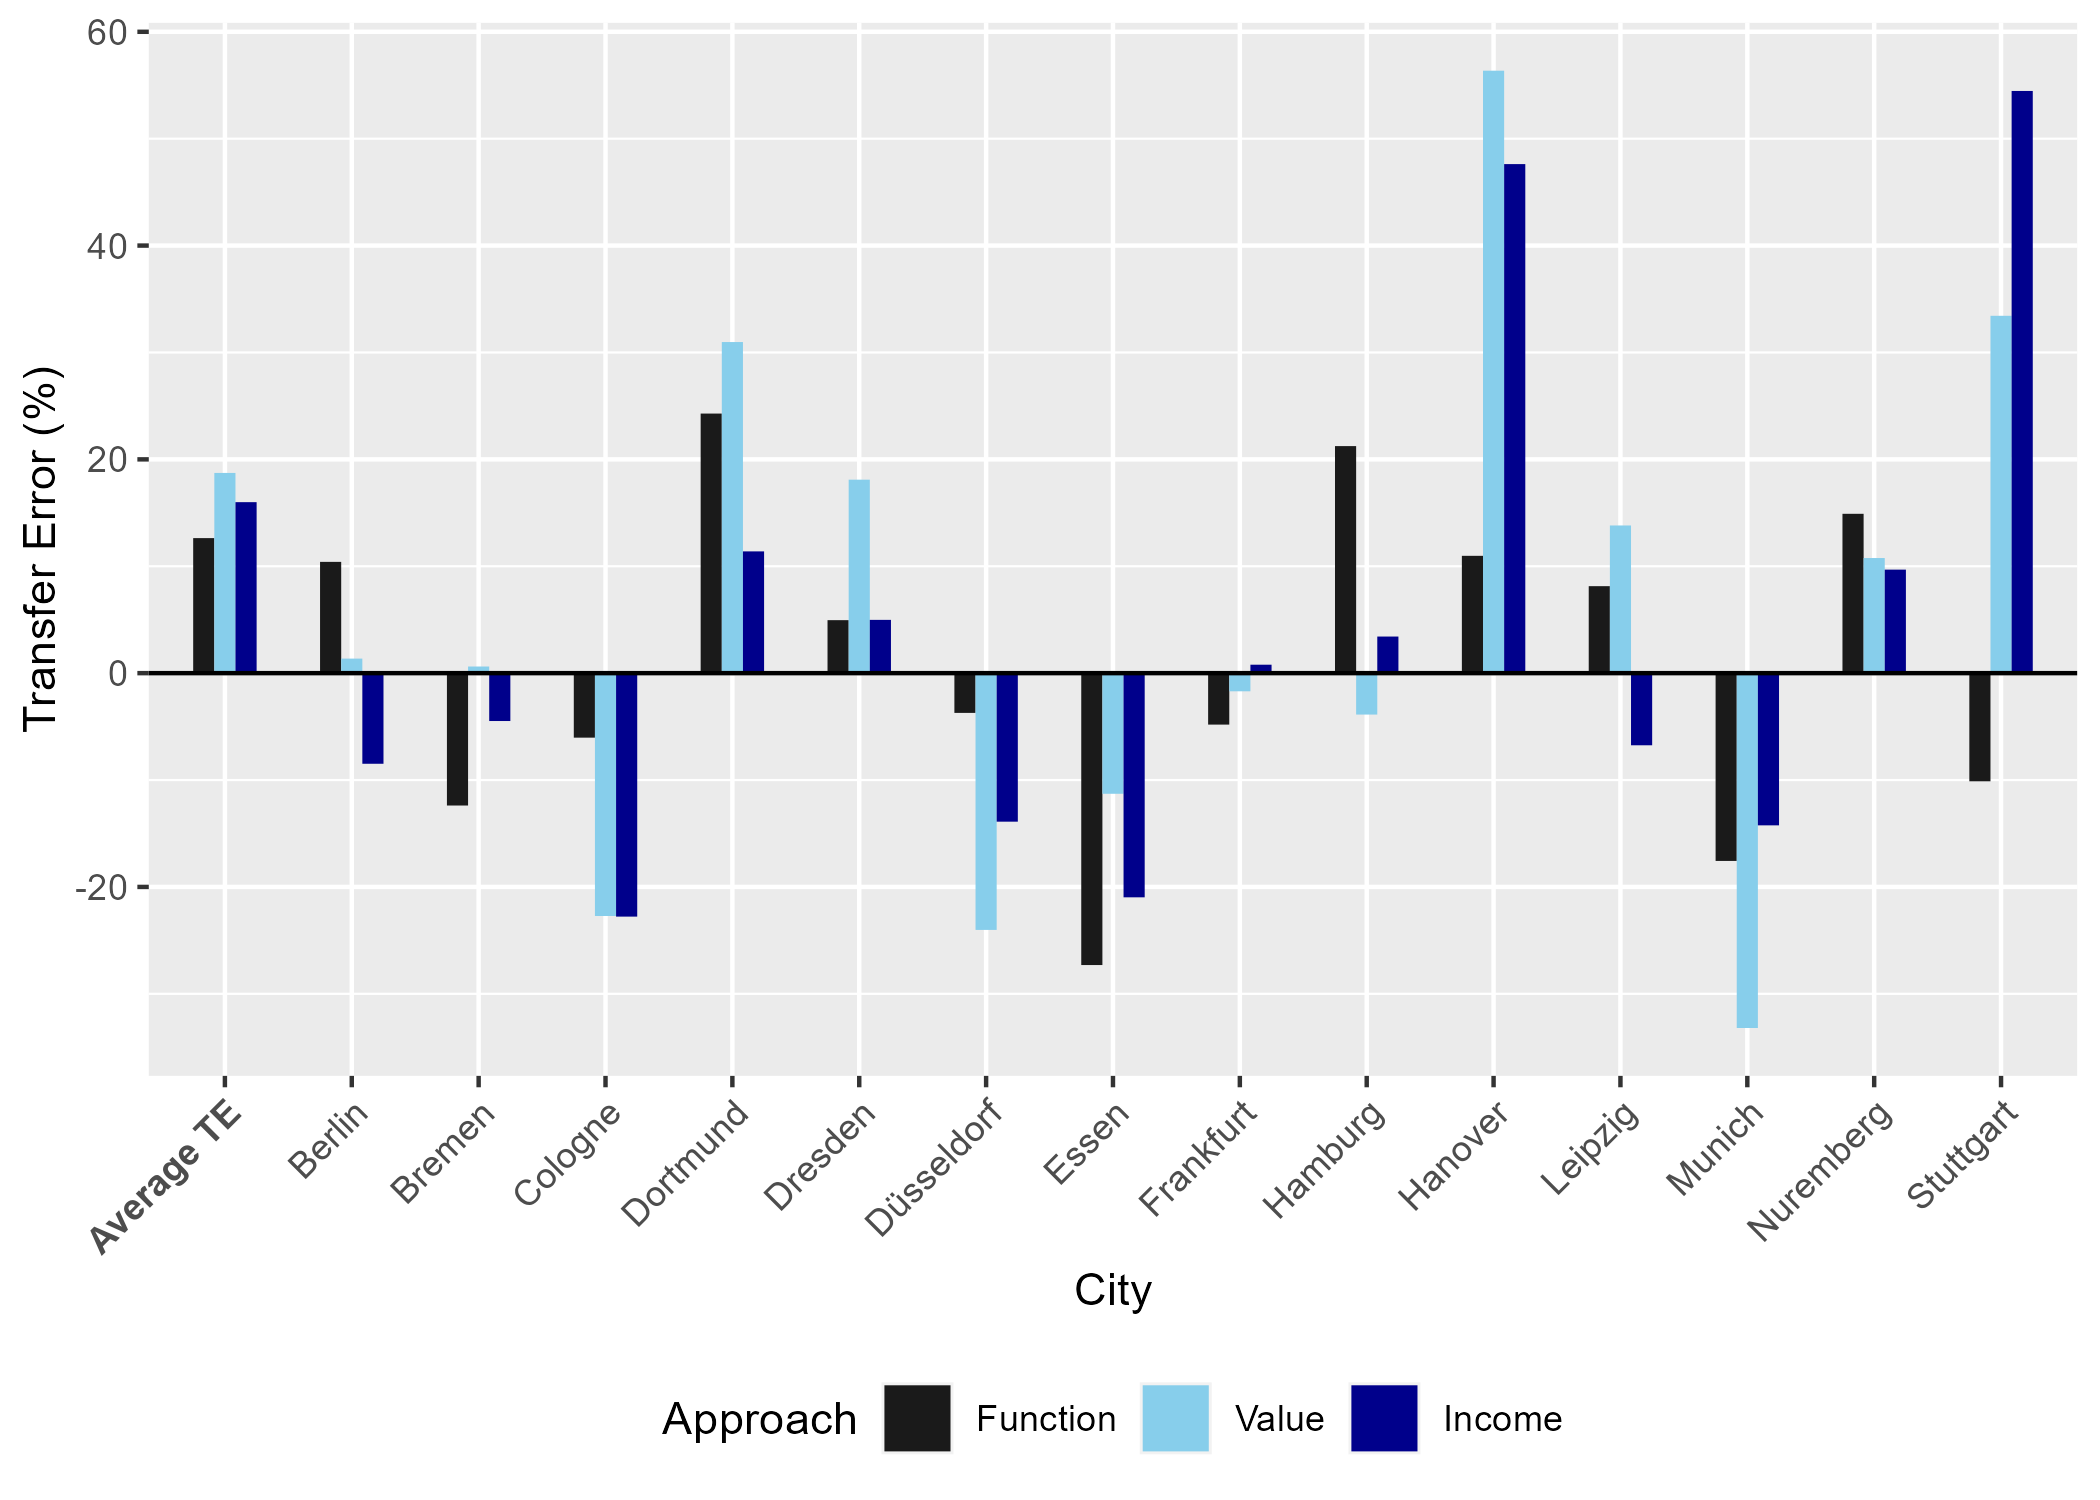 60
40
20
0
-20
Transfer Error (%)
Average TE
Berlin
Bremen
Cologne
Dortmund
Dresden
Düsseldorf
Essen
Frankfurt
Hamburg
Hanover
Leipzig
Munich
Nuremberg
Stuttgart
City
Approach Function Value Income